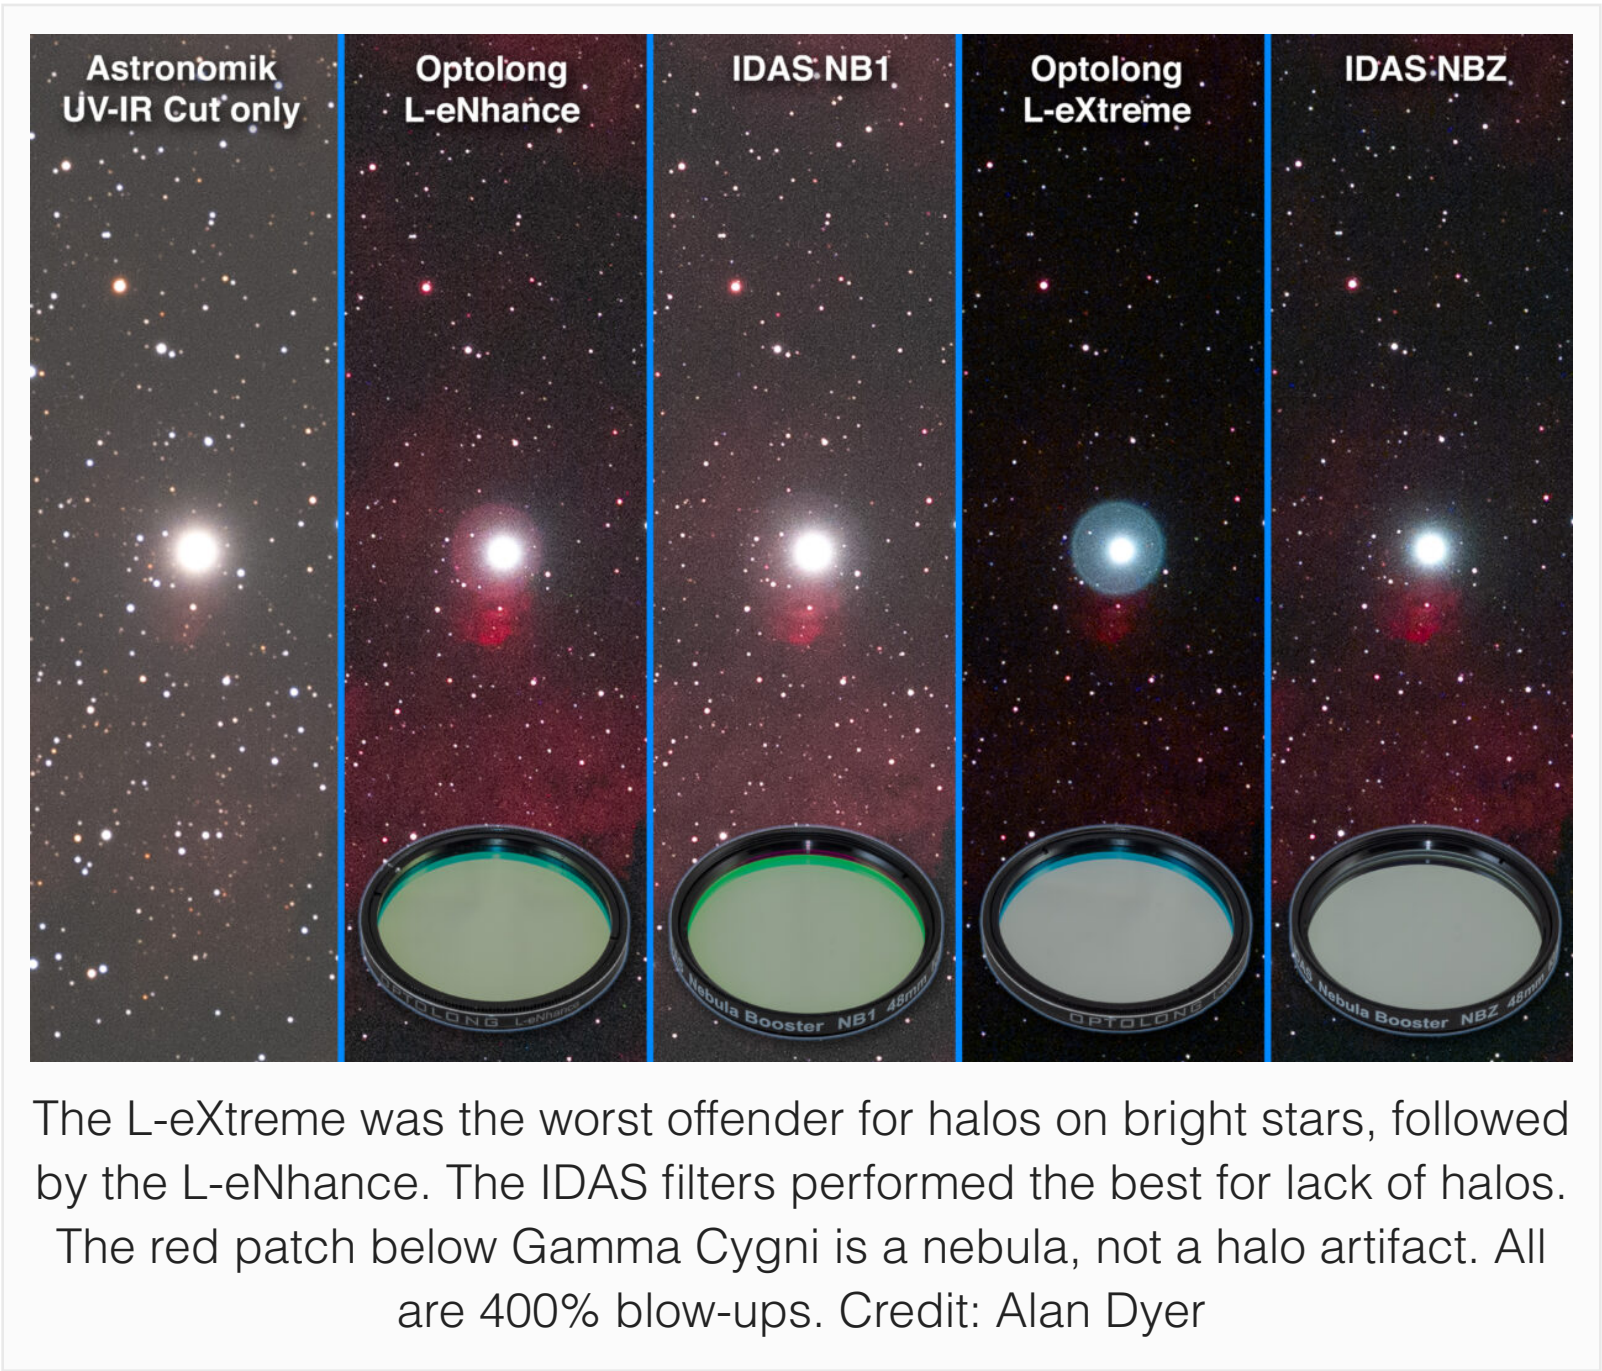 Astronomik
UV-IR Cut only
Optolong
L-eNhance
IDAS NB1
Optolong
L-eXtreme
IDAS NBZ
OPTOLONG L-eNhance
Nebula Booster NB1 48mm
OPTOLONG
Nebula Booster NBZ 48mm
The L-eXtreme was the worst offender for halos on bright stars, followed
by the L-eNhance. The IDAS filters performed the best for lack of halos.
The red patch below Gamma Cygni is a nebula, not a halo artifact. All
are 400% blow-ups. Credit: Alan Dyer